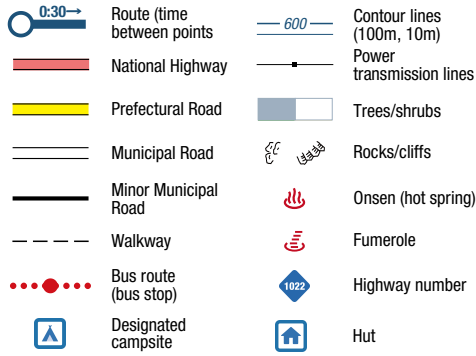 0:30→
Route (time
between points
National Highway
Prefectural Road
Municipal Road
Minor Municipal
Road
Walkway
Bus route
(bus stop)
Designated
campsite
600
Contour lines
(100m, 10m)
Power
transmission lines
Trees/shrubs
Rocks/cliffs
Onsen (hot spring)
Fumerole
1022
Highway number
Hut